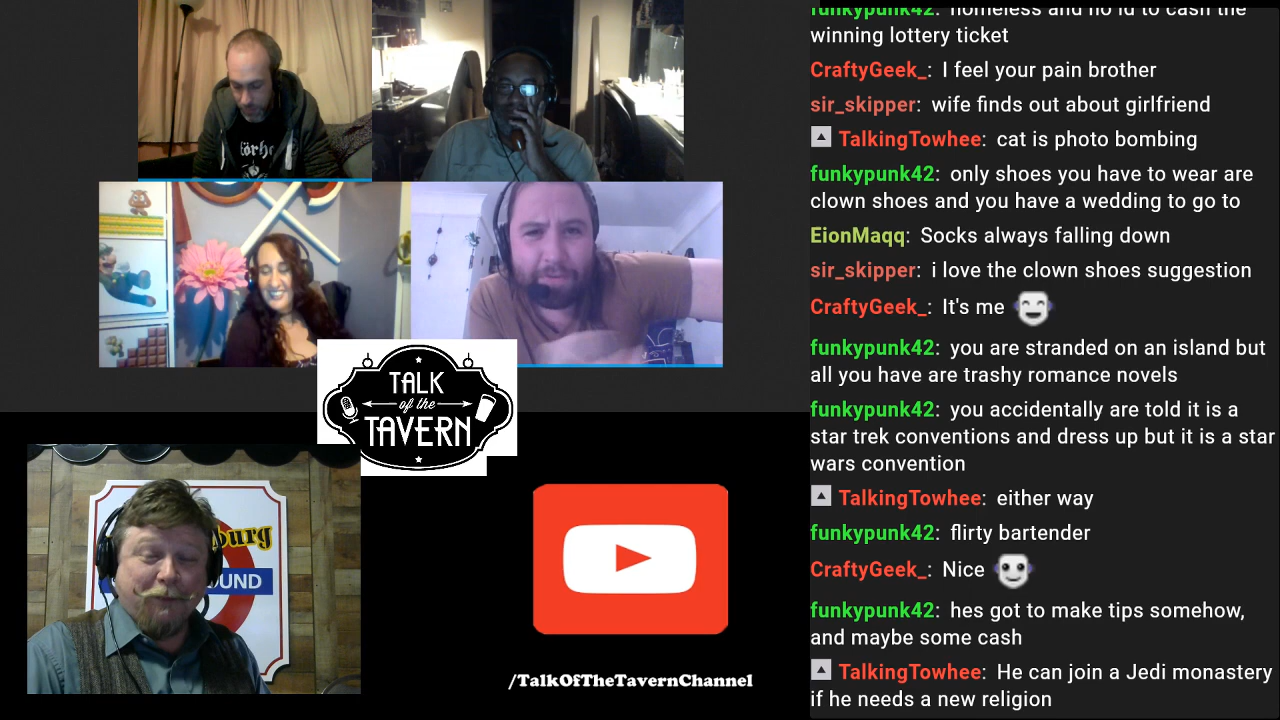 funkypunk42: homeless and no id to cash the
winning lottery ticket
CraftyGeek_: I feel your pain brother
sir_skipper: wife finds out about girlfriend
TalkingTowhee: cat is photo bombing
funkypunk42: only shoes you have to wear are
clown shoes and you have a wedding to go to
EionMaqq: Socks always falling down
sir_skipper: i love the clown shoes suggestion
CraftyGeek_: It's me
funkypunk42: you are stranded on an island but
all you have are trashy romance novels
funkypunk42: you accidentally are told it is a
star trek conventions and dress up but it is a star
wars convention
TalkingTowhee: either way
funkypunk42: flirty bartender
CraftyGeek_: Nice
funkypunk42: hes got to make tips somehow,
and maybe some cash
TalkingTowhee: He can join a Jedi monastery
if he needs a new religion
TALK
of the
TAVERN
burg
UND
/TalkOfTheTavernChannel